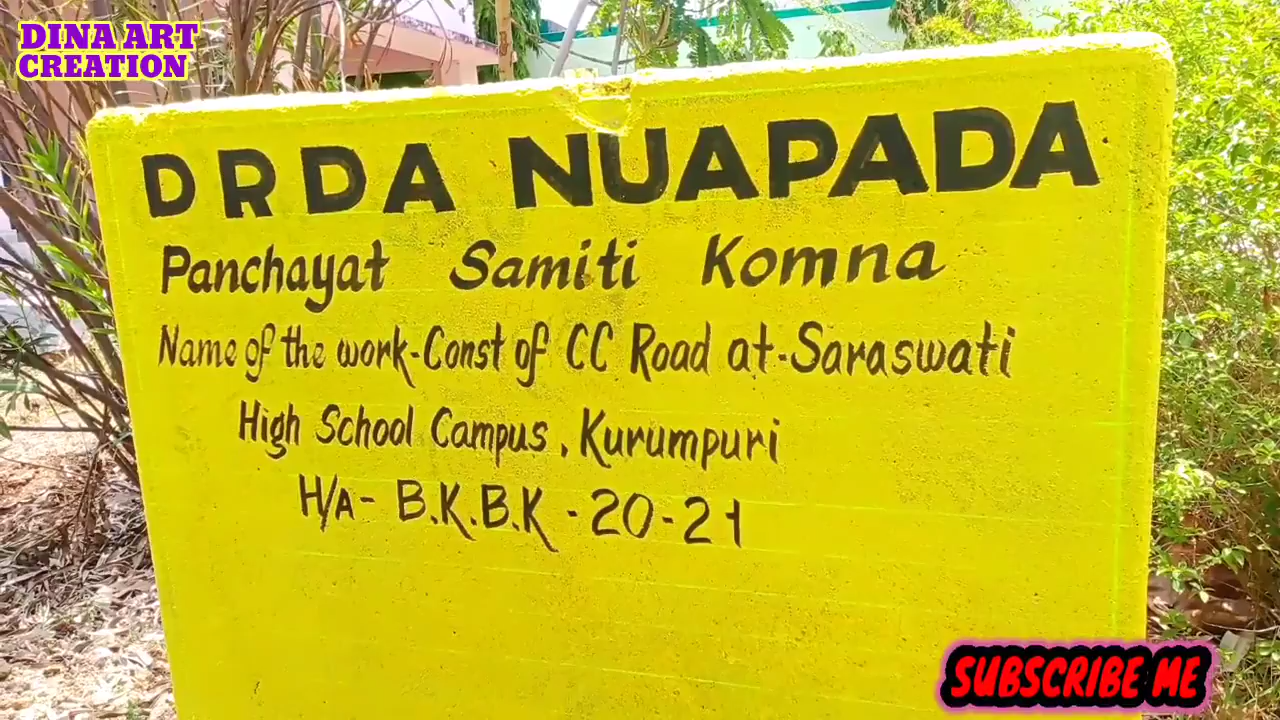 DINA ART
CREATION
DRDA NUAPADA
Panchayat Samiti Komna
Name of the work-Const of CC Road at-Saraswati
High School Campus, Kurumpuri
H/A- B.K.B.K - 20-21
SUBSCRIBE ME